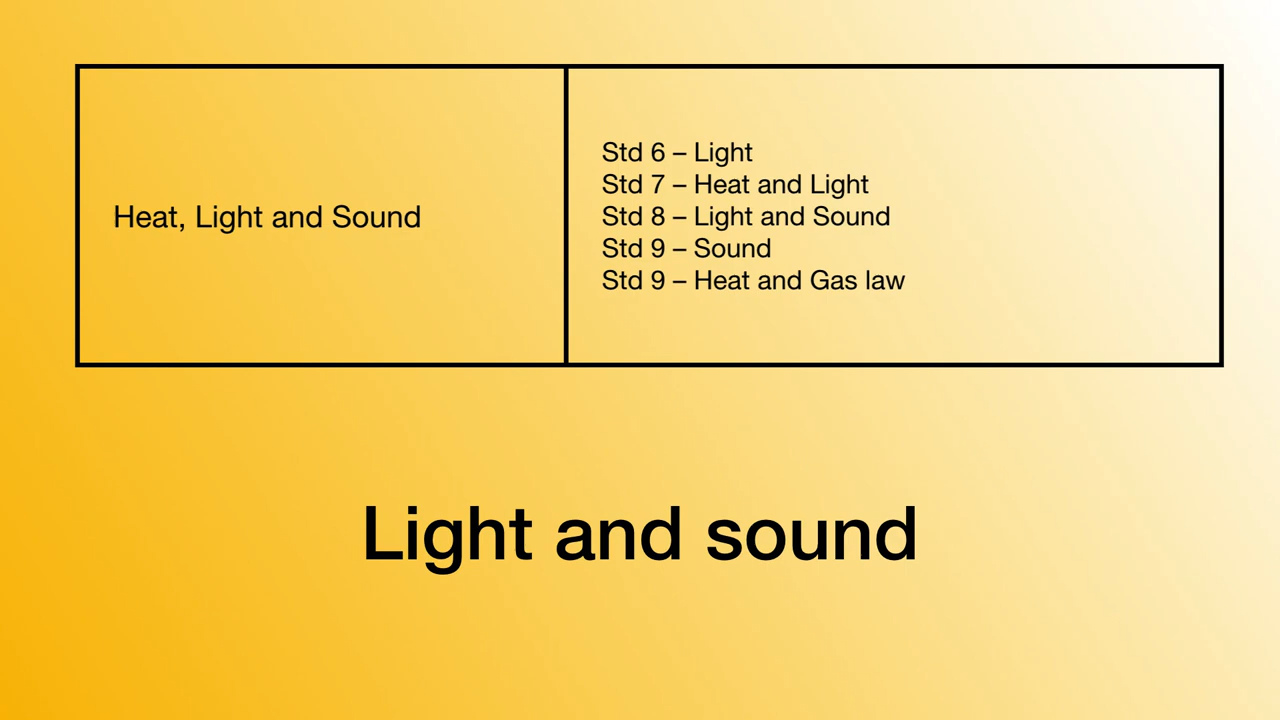 Heat, Light and Sound
Std 6 – Light
Std 7 – Heat and Light
Std 8 – Light and Sound
Std 9 – Sound
Std 9 – Heat and Gas law
Light and sound